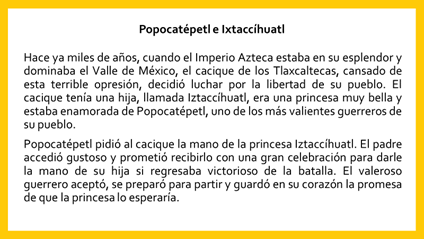 Popocatépetl e Ixtaccíhuatl
Hace ya miles de años, cuando el Imperio Azteca estaba en su esplendor y
dominaba el Valle de México, el cacique de los Tlaxcaltecas, cansado de
esta terrible opresión, decidió luchar por la libertad de su pueblo. El
cacique tenía una hija, llamada Iztaccíhuatl, era una princesa muy bella y
estaba enamorada de Popocatépetl, uno de los más valientes guerreros de
su pueblo.
Popocatépetl pidió al cacique la mano de la princesa Iztaccíhuatl. El padre
accedió gustoso y prometió recibirlo con una gran celebración para darle
la mano de su hija si regresaba victorioso de la batalla. El valeroso
guerrero aceptó, se preparó para partir y guardó en su corazón la promesa
de que la princesa lo esperaría.